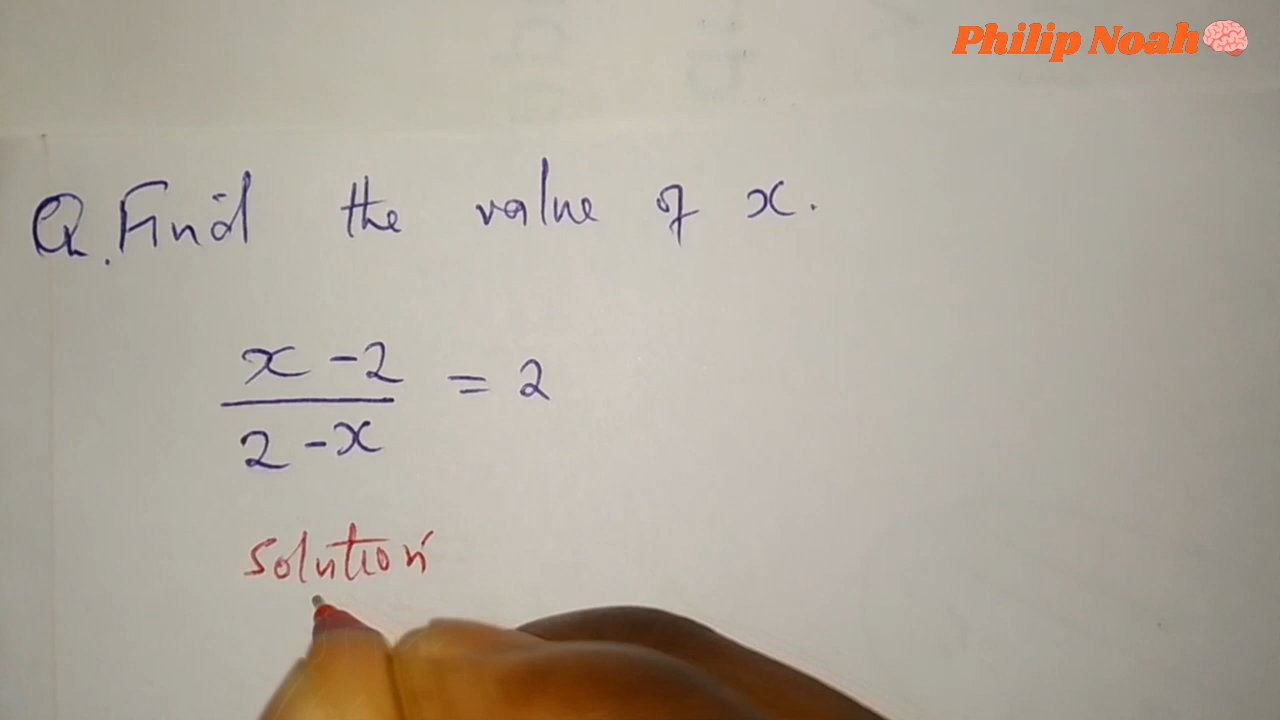 Philip Noah
Q. Find the value of x.
x - 2
2 - x
= 2
Solution